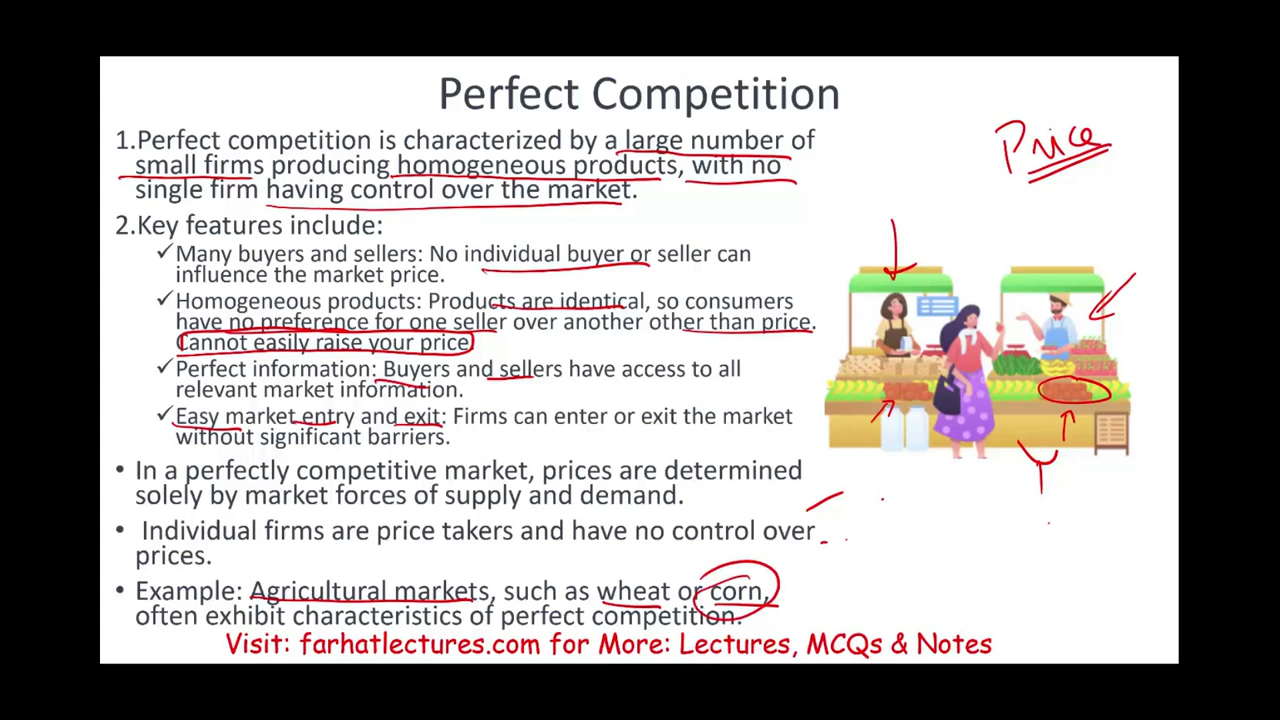 Perfect Competition
1.Perfect competition is characterized by a large number of
small firms producing homogeneous products, with no
single firm having control over the market.
Price
2.Key features include:
✓Many buyers and sellers: No individual buyer or seller can
influence the market price.
✓Homogeneous products: Products are identical, so consumers
have no preference for one seller over another other than price.
Cannot easily raise your price
✓Perfect information: Buyers and sellers have access to all
relevant market information.
✓Easy market entry and exit: Firms can enter or exit the market
without significant barriers.
• In a perfectly competitive market, prices are determined
solely by market forces of supply and demand.
• Individual firms are price takers and have no control over
prices.
• Example: Agricultural markets, such as wheat or corn,
often exhibit characteristics of perfect competition.
Visit: farhatlectures.com for More: Lectures, MCQs & Notes